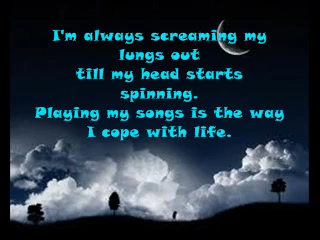 I'm always screaming my
lungs out
till my head starts
spinning.
Playing my songs is the way
I cope with life.